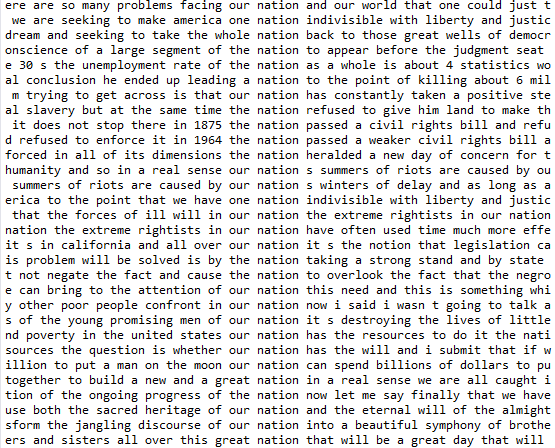 ere are so many problems facing our nation and our world that one could just t
we are seeking to make america one nation indivisible with liberty and justic
dream and seeking to take the whole nation back to those great wells of democr
onscience of a large segment of the nation to appear before the judgment seat
e 30 s the unemployment rate of the nation as a whole is about 4 statistics wo
al conclusion he ended up leading a nation to the point of killing about 6 mil
m trying to get across is that our nation has constantly taken a positive ste
al slavery but at the same time the nation refused to give him land to make th
it does not stop there in 1875 the nation passed a civil rights bill and refu
d refused to enforce it in 1964 the nation passed a weaker civil rights bill a
forced in all of its dimensions the nation heralded a new day of concern for t
humanity and so in a real sense our nation s summers of riots are caused by ou
summers of riots are caused by our nation s winters of delay and as long as a
erica to the point that we have one nation indivisible with liberty and justic
that the forces of ill will in our nation the extreme rightists in our nation
nation the extreme rightists in our nation have often used time much more effe
it s in california and all over our nation it s the notion that legislation ca
is problem will be solved is by the nation taking a strong stand and by state
t not negate the fact and cause the nation to overlook the fact that the negro
e can bring to the attention of our nation this need and this is something whi
y other poor people confront in our nation now i said i wasn t going to talk a
s of the young promising men of our nation it s destroying the lives of little
nd poverty in the united states our nation has the resources to do it the nati
sources the question is whether our nation has the will and i submit that if w
illion to put a man on the moon our nation can spend billions of dollars to pu
together to build a new and a great nation in a real sense we are all caught i
tion of the ongoing progress of the nation now let me say finally that we have
use both the sacred heritage of our nation and the eternal will of the almight
sform the jangling discourse of our nation into a beautiful symphony of brothe
ers and sisters all over this great nation that will be a great day that will